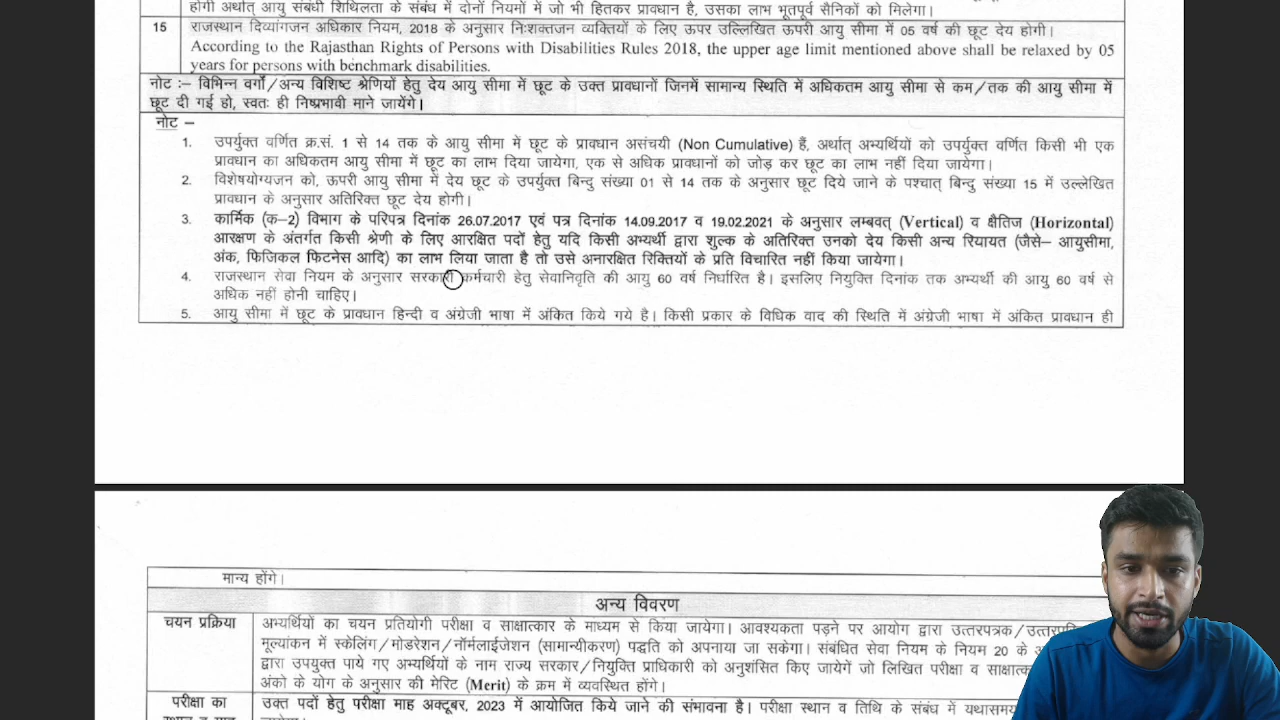 होगी अर्थात् आयु संबंधी शिथिलता के संबंध में दोनों नियमों में जो भी हितकर प्रावधान है, उसका लाभ भूतपूर्व सैनिकों को मिलेगा।
15 राजस्थान दिव्यांगजन अधिकार नियम, 2018 के अनुसार निःशक्तजन व्यक्तियों के लिए ऊपर उल्लिखित ऊपरी आयु सीमा में 05 वर्ष की छूट देय होगी।
According to the Rajasthan Rights of Persons with Disabilities Rules 2018, the upper age limit mentioned above shall be relaxed by 05
years for persons with benchmark disabilities.
नोट :– विभिन्न वर्गों/अन्य विशिष्ट श्रेणियों हेतु देय आयु सीमा में छूट के उक्त प्रावधानों जिनमें सामान्य स्थिति में अधिकतम आयु सीमा से कम/तक की आयु सीमा में
छूट दी गई हो, स्वतः ही निष्प्रभावी माने जायेंगे।
नोट –
1. उपर्युक्त वर्णित क्र.सं. 1 से 14 तक के आयु सीमा में छूट के प्रावधान असंचयी (Non Cumulative) हैं, अर्थात् अभ्यर्थियों को उपर्युक्त वर्णित किसी भी एक
प्रावधान का अधिकतम आयु सीमा में छूट का लाभ दिया जायेगा, एक से अधिक प्रावधानों को जोड़ कर छूट का लाभ नहीं दिया जायेगा।
2. विशेषयोग्यजन को, ऊपरी आयु सीमा में देय छूट के उपर्युक्त बिन्दु संख्या 01 से 14 तक के अनुसार छूट दिये जाने के पश्चात् बिन्दु संख्या 15 में उल्लेखित
प्रावधान के अनुसार अतिरिक्त छूट देय होगी।
3. कार्मिक (क-2) विभाग के परिपत्र दिनांक 26.07.2017 एवं पत्र दिनांक 14.09.2017 व 19.02.2021 के अनुसार लम्बवत् (Vertical) व क्षैतिज (Horizontal)
आरक्षण के अंतर्गत किसी श्रेणी के लिए आरक्षित पदों हेतु यदि किसी अभ्यर्थी द्वारा शुल्क के अतिरिक्त उनको देय किसी अन्य रियायत (जैसे– आयुसीमा,
अंक, फिजिकल फिटनेस आदि) का लाभ लिया जाता है तो उसे अनारक्षित रिक्तियों के प्रति विचारित नहीं किया जायेगा।
4. राजस्थान सेवा नियम के अनुसार सरकारी कर्मचारी हेतु सेवानिवृति की आयु 60 वर्ष निर्धारित है। इसलिए नियुक्ति दिनांक तक अभ्यर्थी की आयु 60 वर्ष से
अधिक नहीं होनी चाहिए।
5. आयु सीमा में छूट के प्रावधान हिन्दी व अंग्रेजी भाषा में अंकित किये गये है। किसी प्रकार के विधिक वाद की स्थिति में अंग्रेजी भाषा में अंकित प्रावधान ही
मान्य होंगे।
अन्य विवरण
चयन प्रक्रिया अभ्यर्थियों का चयन प्रतियोगी परीक्षा व साक्षात्कार के माध्यम से किया जायेगा। आवश्यकता पड़ने पर आयोग द्वारा उत्तरपत्रक/
मूल्यांकन में स्केलिंग/मोडरेशन/नॉर्मलाईजेशन (सामान्यीकरण) पद्धति को अपनाया जा सकेगा। संबंधित सेवा नियम के नियम 20 के
द्वारा उपयुक्त पाये गए अभ्यर्थियों के नाम राज्य सरकार/नियुक्ति प्राधिकारी को अनुशंसित किए जायेगें जो लिखित परीक्षा व
अंको के योग के अनुसार की मेरिट (Merit) के क्रम में व्यवस्थित होंगे।
परीक्षा का उक्त पदों हेतु परीक्षा माह अक्टूबर, 2023 में आयोजित किये जाने की संभावना है। परीक्षा स्थान व तिथि के संबंध में